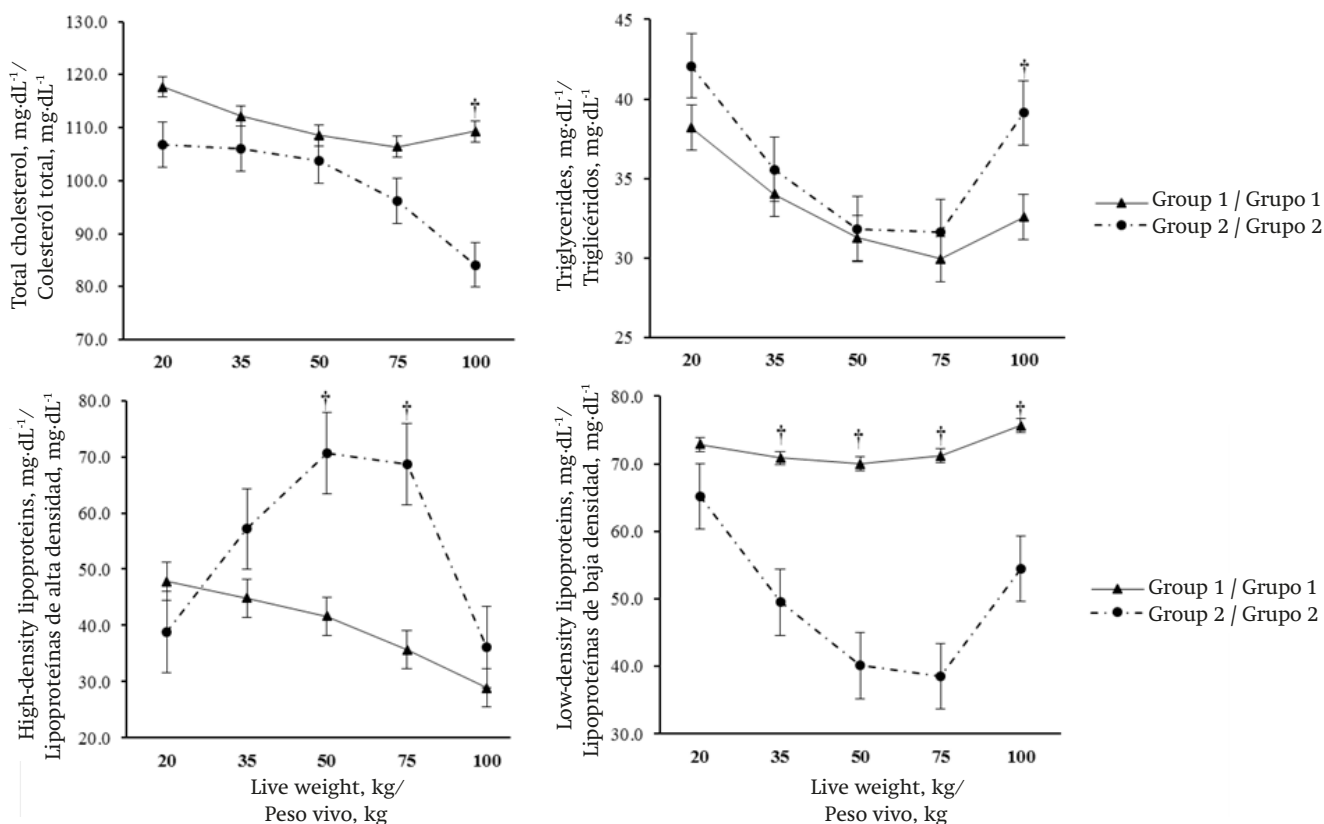 Total cholesterol, mg·dL⁻¹/
Colesteról total, mg·dL⁻¹
130.0
120.0
110.0
100.0
90.0
80.0
70.0
†
20 35 50 75 100
Triglycerides, mg·dL⁻¹/
Triglicéridos, mg·dL⁻¹
45
40
35
30
25
†
20 35 50 75 100
Group 1 / Grupo 1
Group 2 / Grupo 2
High-density lipoproteins, mg·dL⁻¹/
Lipoproteínas de alta densidad, mg·dL⁻¹
80.0
70.0
60.0
50.0
40.0
30.0
20.0
† †
20 35 50 75 100
Live weight, kg/
Peso vivo, kg
Low-density lipoproteins, mg·dL⁻¹/
Lipoproteínas de baja densidad, mg·dL⁻¹
80.0
70.0
60.0
50.0
40.0
30.0
† † † †
20 35 50 75 100
Live weight, kg/
Peso vivo, kg
Group 1 / Grupo 1
Group 2 / Grupo 2